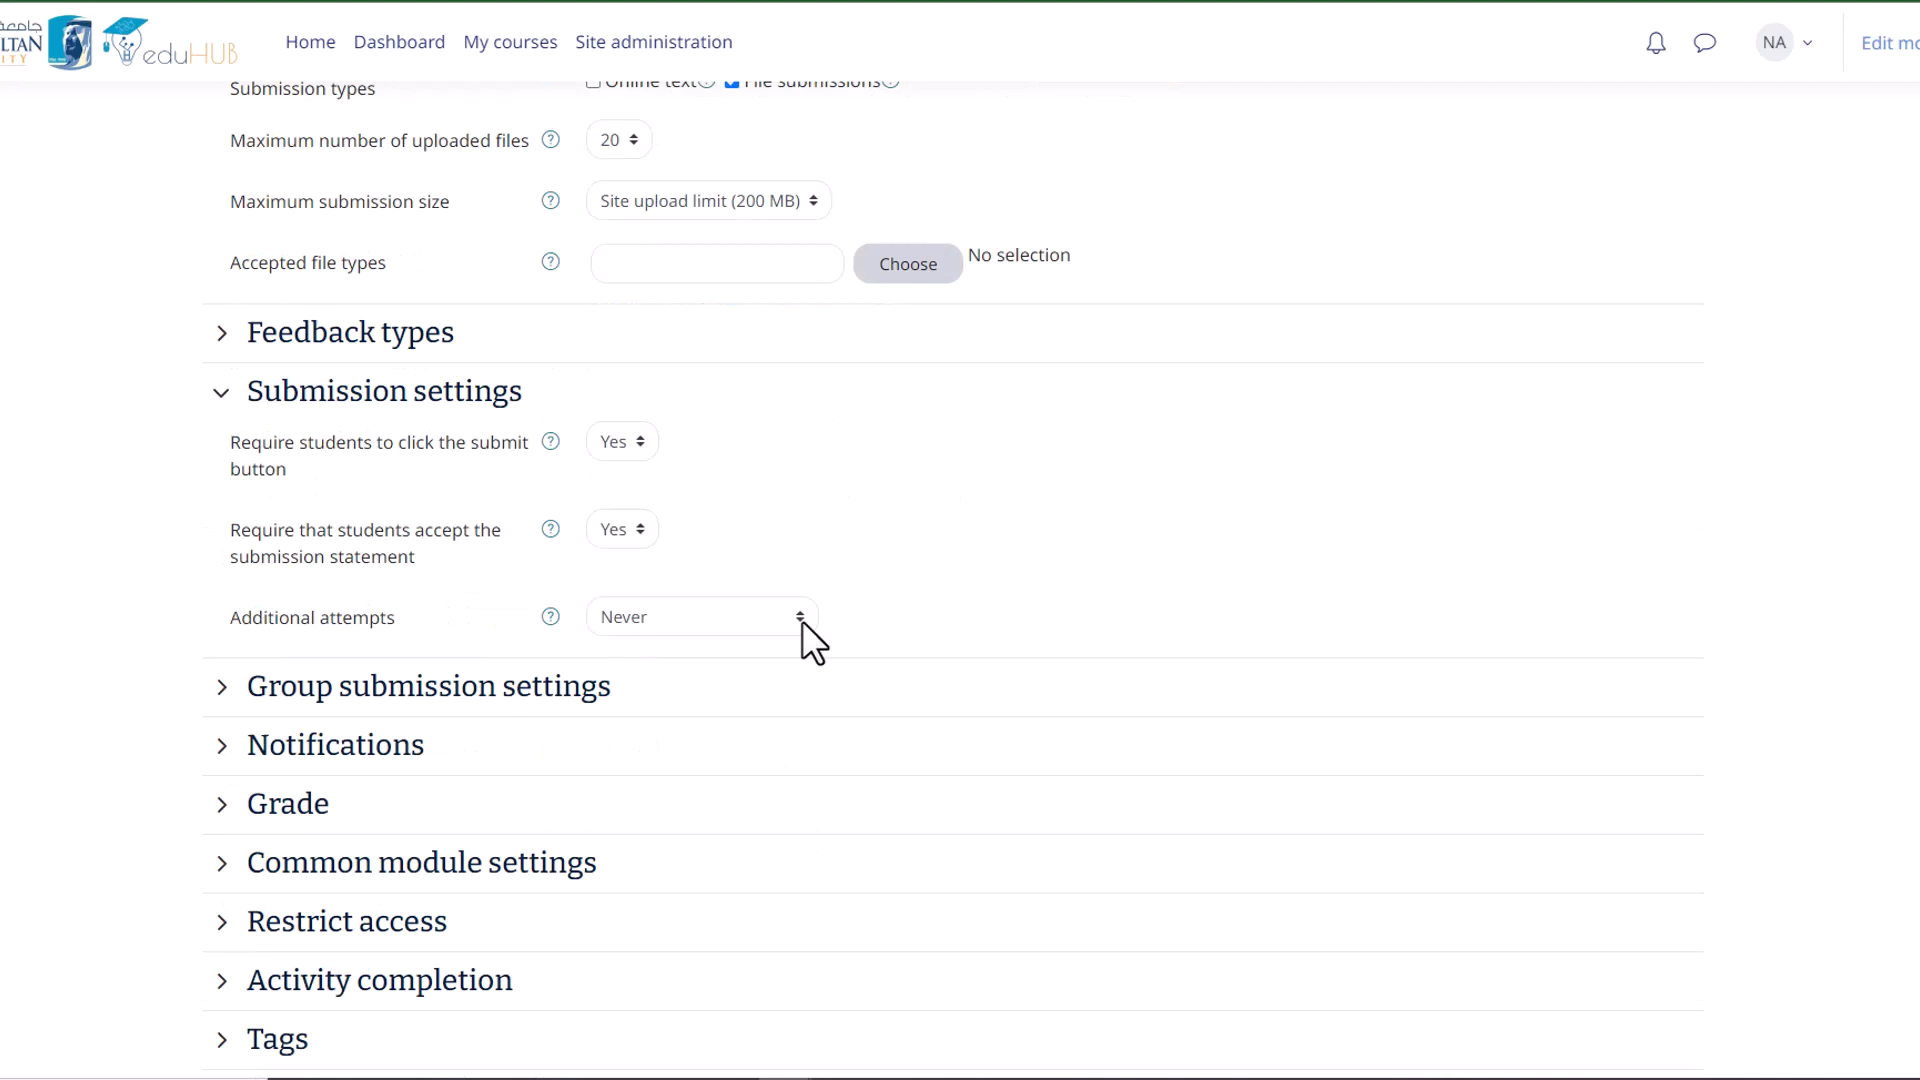 جامعة
LTAN
ITY
eduHUB
Home Dashboard My courses Site administration
NA
Submission types Online text File submissions
Maximum number of uploaded files 20
Maximum submission size Site upload limit (200 MB)
Accepted file types Choose No selection
Feedback types
Submission settings
Require students to click the submit button Yes
Require that students accept the submission statement Yes
Additional attempts Never
Group submission settings
Notifications
Grade
Common module settings
Restrict access
Activity completion
Tags